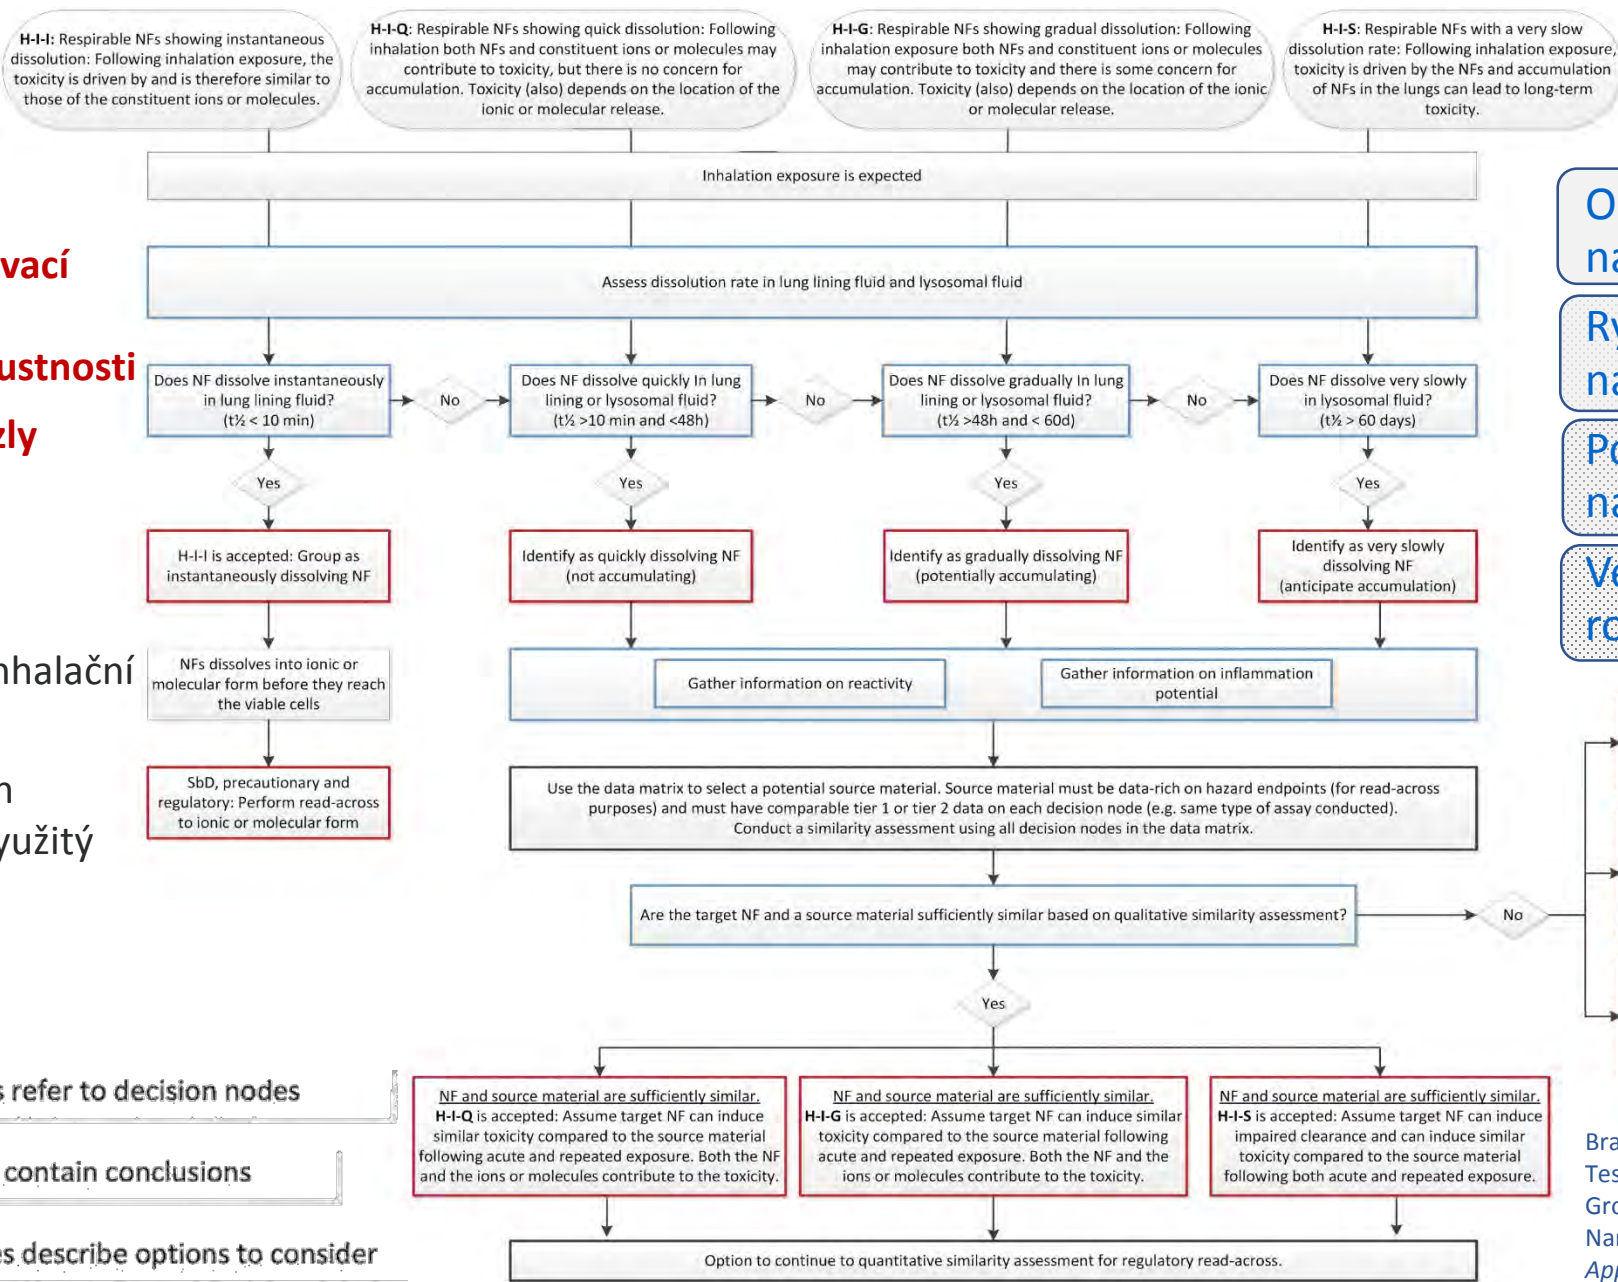 H-I-I: Respirable NFs showing instantaneous
dissolution: Following inhalation exposure, the
toxicity is driven by and is therefore similar to
those of the constituent ions or molecules.
H-I-Q: Respirable NFs showing quick dissolution: Following
inhalation both NFs and constituent ions or molecules may
contribute to toxicity, but there is no concern for
accumulation. Toxicity (also) depends on the location of the
ionic or molecular release.
H-I-G: Respirable NFs showing gradual dissolution: Following
inhalation exposure both NFs and constituent ions or molecules
may contribute to toxicity and there is some concern for
accumulation. Toxicity (also) depends on the location of the ionic
or molecular release.
H-I-S: Respirable NFs with a very slow
dissolution rate: Following inhalation exposure,
toxicity is driven by the NFs and accumulation
of NFs in the lungs can lead to long-term
toxicity.
Inhalation exposure is expected
Assess dissolution rate in lung lining fluid and lysosomal fluid
Does NF dissolve instantaneously
in lung lining fluid?
(t½ < 10 min)
No
Does NF dissolve quickly In lung
lining or lysosomal fluid?
(t½ >10 min and <48h)
No
Does NF dissolve gradually In lung
lining or lysosomal fluid?
(t½ >48h and < 60d)
No
Does NF dissolve very slowly
in lysosomal fluid?
(t½ > 60 days)
Yes
Yes
Yes
Yes
H-I-I is accepted: Group as
instantaneously dissolving NF
Identify as quickly dissolving NF
(not accumulating)
Identify as gradually dissolving NF
(potentially accumulating)
Identify as very slowly
dissolving NF
(anticipate accumulation)
NFs dissolves into ionic or
molecular form before they reach
the viable cells
Gather information on reactivity
Gather information on inflammation
potential
SbD, precautionary and
regulatory: Perform read-across
to ionic or molecular form
Use the data matrix to select a potential source material. Source material must be data-rich on hazard endpoints (for read-across
purposes) and must have comparable tier 1 or tier 2 data on each decision node (e.g. same type of assay conducted).
Conduct a similarity assessment using all decision nodes in the data matrix.
Are the target NF and a source material sufficiently similar based on qualitative similarity assessment?
No
Yes
NF and source material are sufficiently similar.
H-I-Q is accepted: Assume target NF can induce
similar toxicity compared to the source material
following acute and repeated exposure. Both the NF
and the ions or molecules contribute to the toxicity.
NF and source material are sufficiently similar.
H-I-G is accepted: Assume target NF can induce similar
toxicity compared to the source material following
acute and repeated exposure. Both the NF and the
ions or molecules contribute to the toxicity.
NF and source material are sufficiently similar.
H-I-S is accepted: Assume target NF can induce
impaired clearance and can induce similar
toxicity compared to the source material
following both acute and repeated exposure.
Option to continue to quantitative similarity assessment for regulatory read-across.
vací
ustnosti
zly
nhalační
n
yužitý
s refer to decision nodes
contain conclusions
es describe options to consider
O
na
Ry
na
Po
na
Ve
ro
Bra
Tes
Gro
Nan
App